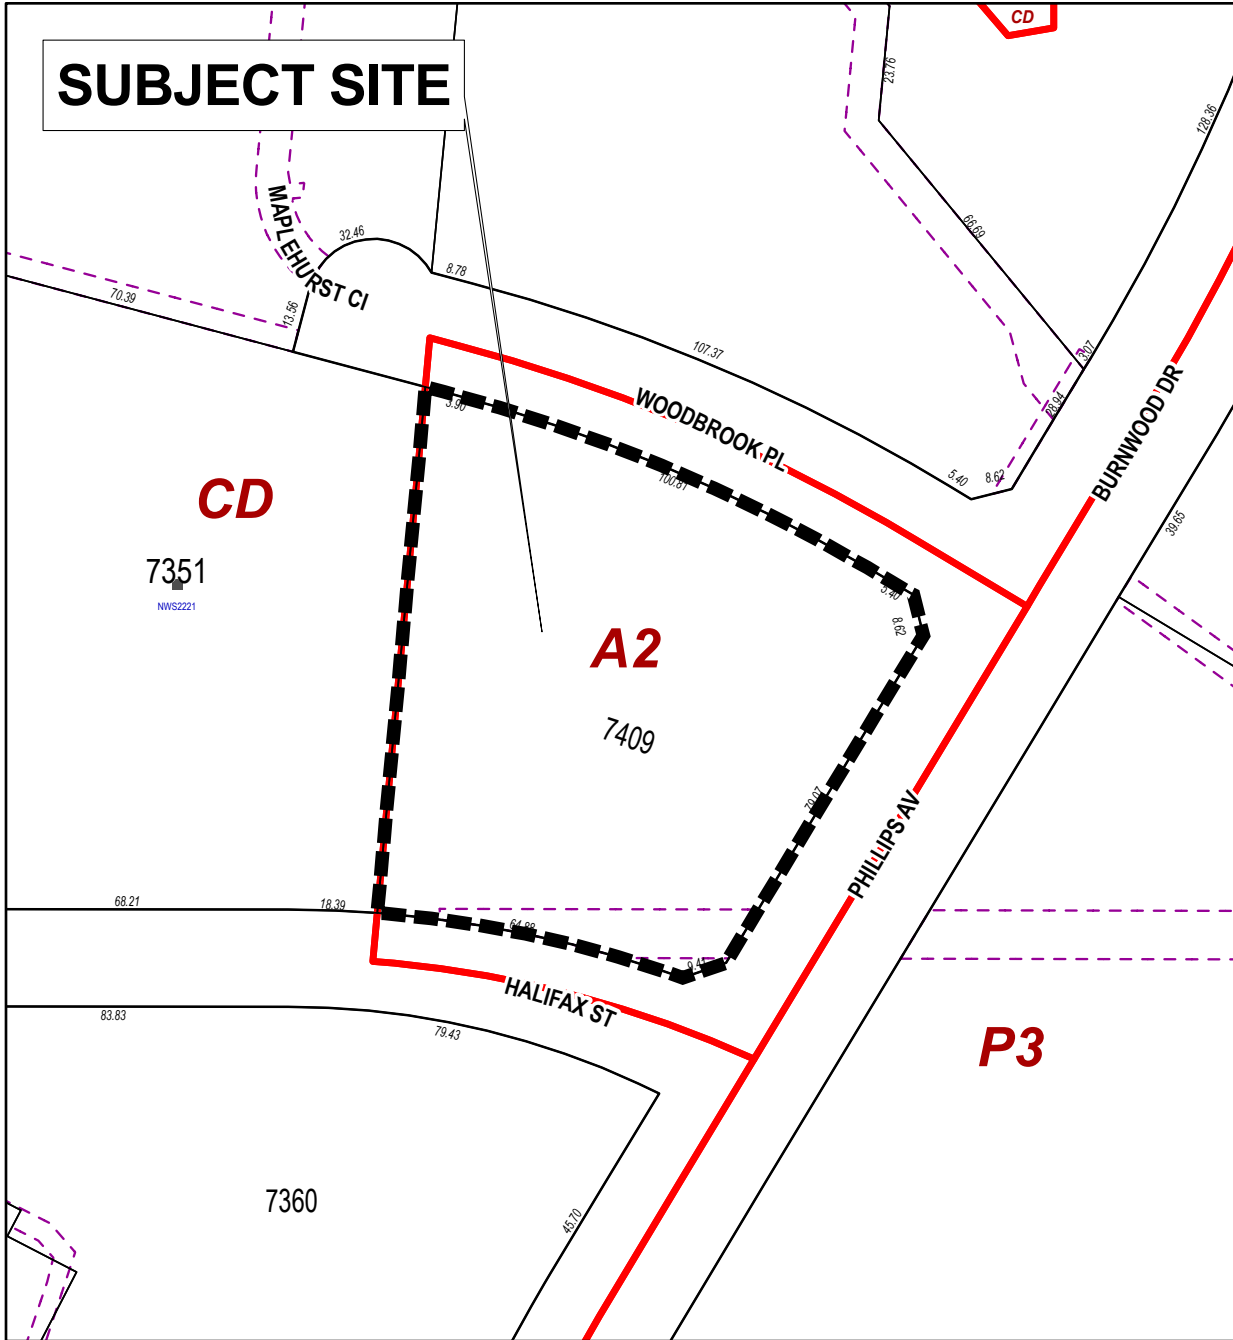 CD
23.76
128.36
SUBJECT SITE
MAPLEHURST CI
32.46
8.78
66.69
70.39
13.56
107.37
3.07
28.94
WOODBROOK PL
BURNWOOD DR
3.90
100.81
5.40
8.62
39.65
CD
7351
NWS2221
5.40
8.62
A2
7409
79.07
PHILLIPS AV
68.21
18.39
64.88
9.41
HALIFAX ST
83.83
79.43
P3
7360
45.70